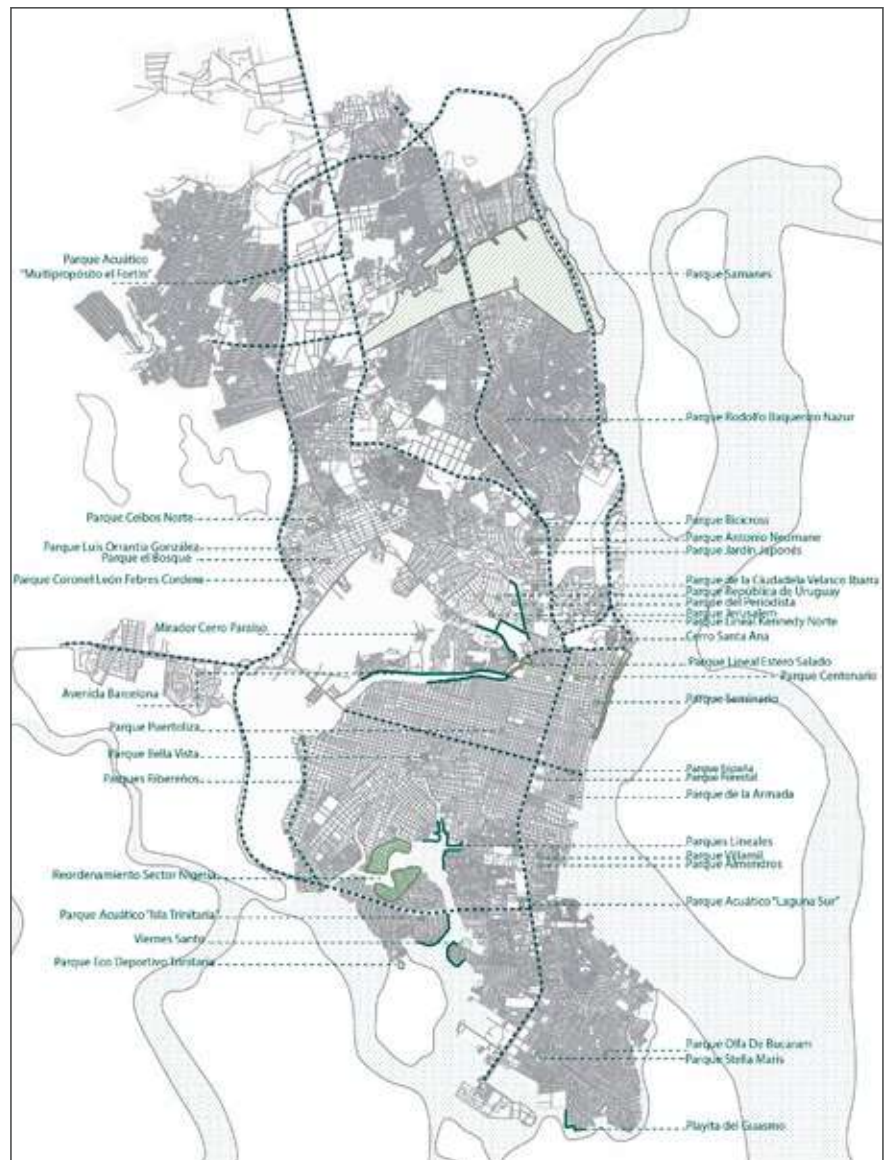 Parque Acuático
"Multipropósito el Fortín"
Parque Ceibos Norte
Parque Luis Orrantia González
Parque el Bosque
Parque Coronel León Febres Cordero
Mirador Cerro Paraíso
Avenida Barcelona
Parque Puertoliza
Parque Bella Vista
Parques Ribereños
Reordenamiento Sector Nigeria
Parque Acuático "Isla Trinitaria"
Viernes Santo
Parque Eco Deportivo Trinitaria
Parque Samanes
Parque Rodolfo Baquerizo Nazur
Parque Bicicross
Parque Antonio Neumane
Parque Jardín Japonés
Parque de la Ciudadela Velasco Ibarra
Parque República de Uruguay
Parque del Periodista
Parque Jerusalem
Parque Lineal Kennedy Norte
Cerro Santa Ana
Parque Lineal Estero Salado
Parque Centenario
Parque Seminario
Parque España
Parque Forestal
Parque de la Armada
Parques Lineales
Parque Villamil
Parque Almendros
Parque Acuático "Laguna Sur"
Parque Olfa De Bucaram
Parque Stella Maris
Playita del Guasmo